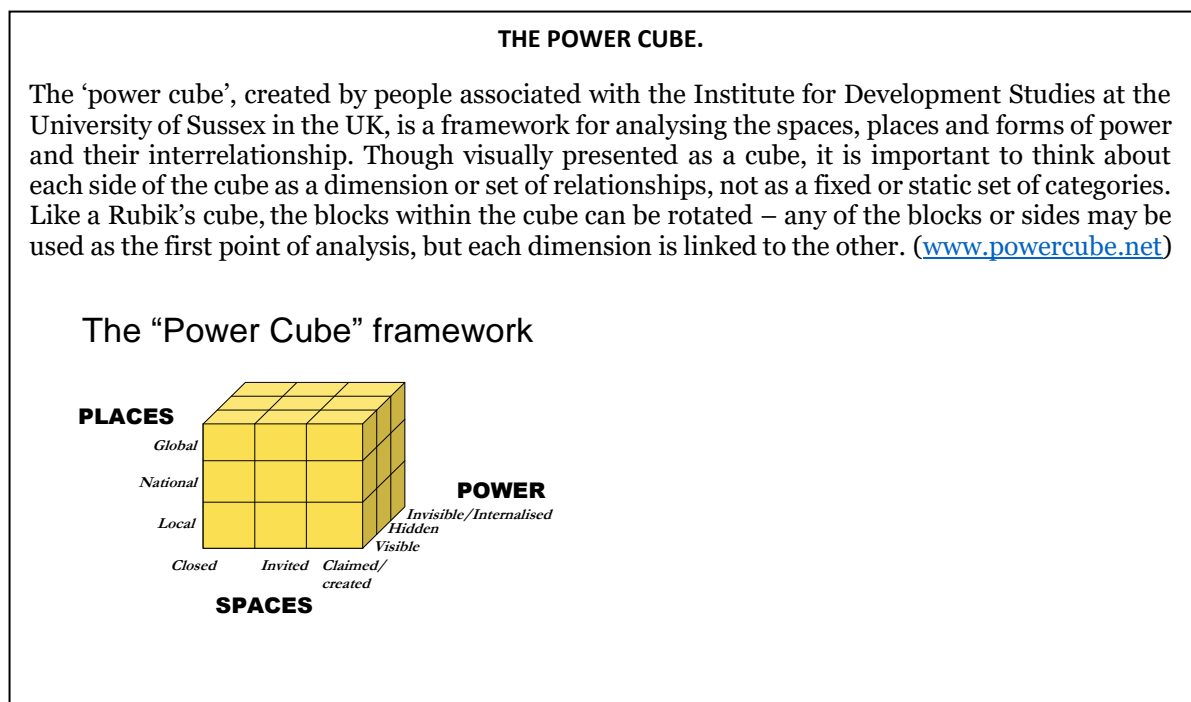 THE POWER CUBE.
The ‘power cube’, created by people associated with the Institute for Development Studies at the
University of Sussex in the UK, is a framework for analysing the spaces, places and forms of power
and their interrelationship. Though visually presented as a cube, it is important to think about
each side of the cube as a dimension or set of relationships, not as a fixed or static set of categories.
Like a Rubik’s cube, the blocks within the cube can be rotated – any of the blocks or sides may be
used as the first point of analysis, but each dimension is linked to the other. (www.powercube.net)
The “Power Cube” framework
PLACES
Global
National
Local
POWER
Invisible/Internalised
Hidden
Visible
Closed
Invited
Claimed/
created
SPACES